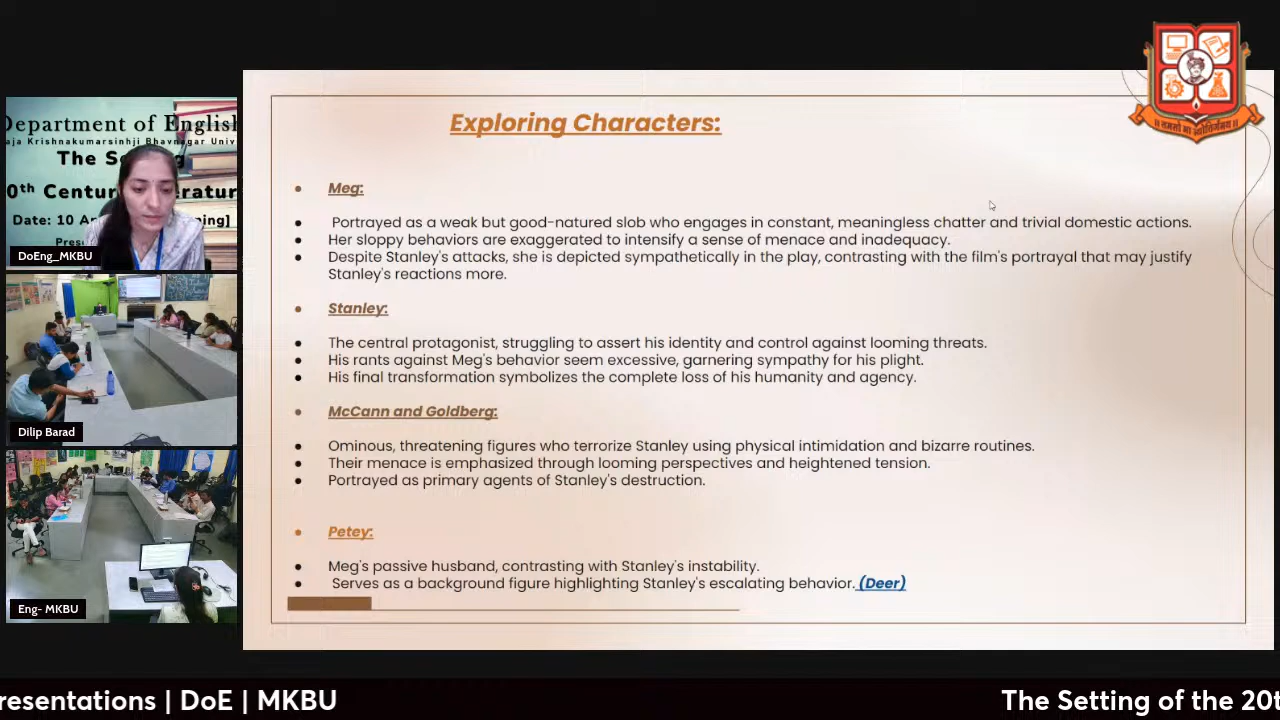 Department of English
aja Krishnakumarsinhji Bhavnagar Univ
The S
g
0th Centur
ratur
Date: 10 Ap
ning]
Prese
DoEng_MKBU
Dilip Barad
Eng- MKBU
Exploring Characters:
● Meg:
● Portrayed as a weak but good-natured slob who engages in constant, meaningless chatter and trivial domestic actions.
● Her sloppy behaviors are exaggerated to intensify a sense of menace and inadequacy.
● Despite Stanley's attacks, she is depicted sympathetically in the play, contrasting with the film's portrayal that may justify
Stanley's reactions more.
● Stanley:
● The central protagonist, struggling to assert his identity and control against looming threats.
● His rants against Meg's behavior seem excessive, garnering sympathy for his plight.
● His final transformation symbolizes the complete loss of his humanity and agency.
● McCann and Goldberg:
● Ominous, threatening figures who terrorize Stanley using physical intimidation and bizarre routines.
● Their menace is emphasized through looming perspectives and heightened tension.
● Portrayed as primary agents of Stanley's destruction.
● Petey:
● Meg's passive husband, contrasting with Stanley's instability.
● Serves as a background figure highlighting Stanley's escalating behavior. (Deer)
resentations | DoE | MKBU
The Setting of the 20t